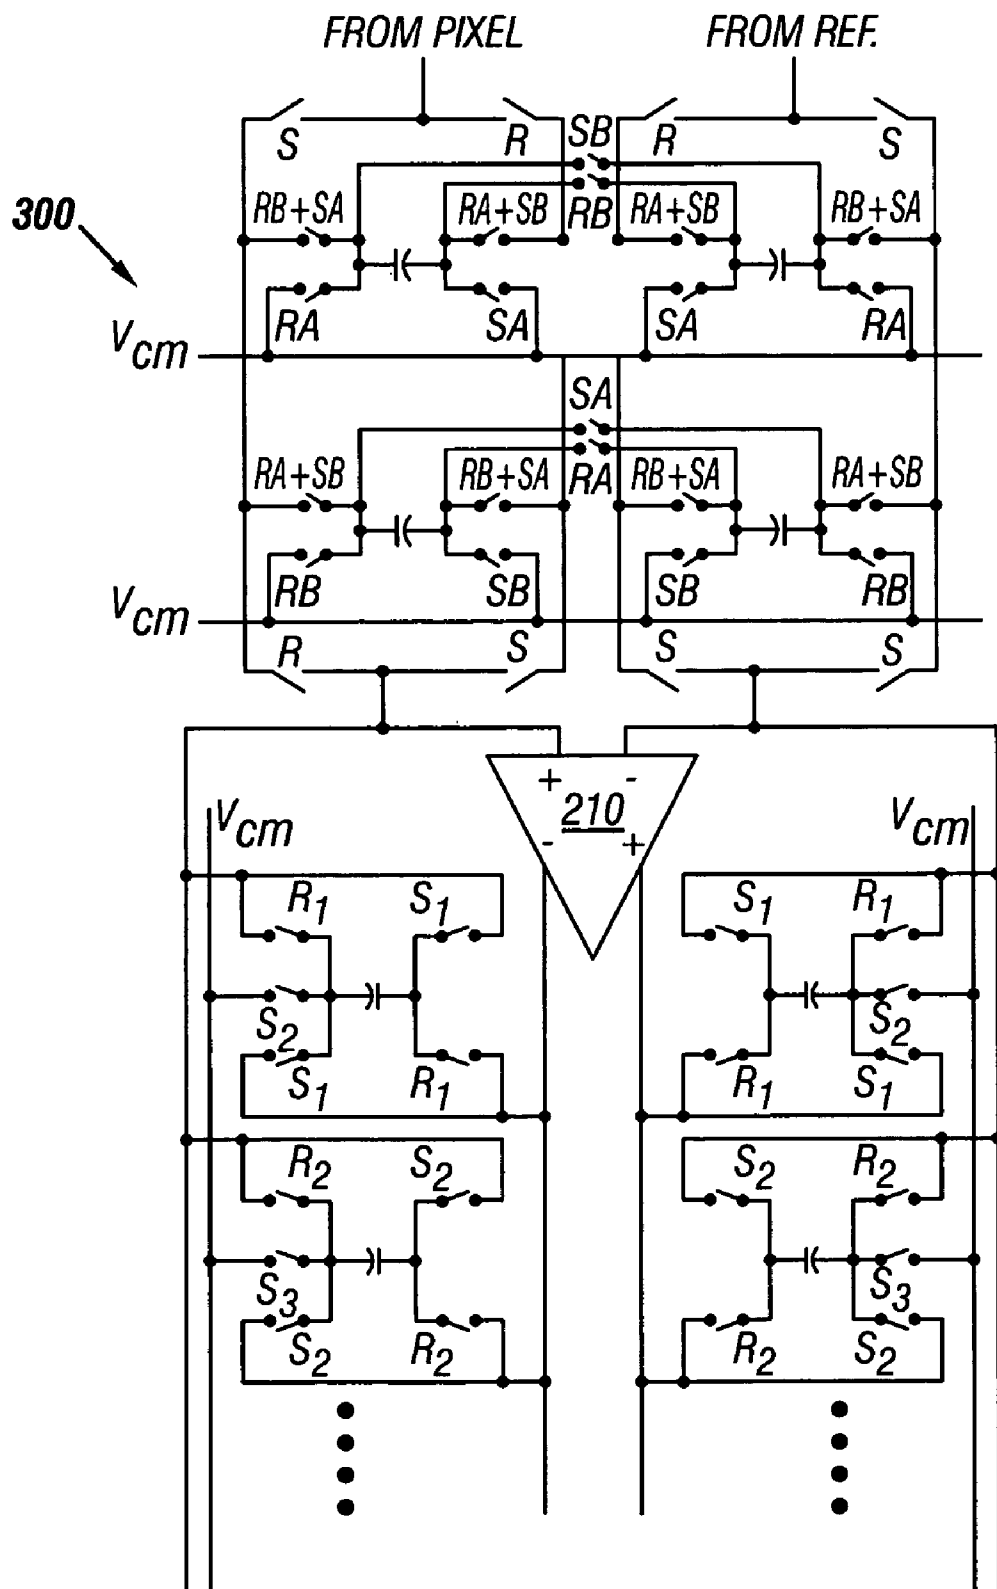 FROM PIXEL FROM REF.
S R SB R S
300 RB+SA RA+SB RB RA+SB RB+SA
RA SA SA RA
Vcm
SA
RA+SB RB+SA RA RB+SA RA+SB
RB SB SB RB
Vcm
R S S S
+ -
210
- +
Vcm Vcm
R1 S1 S1 R1
S2 S2
S1 R1 R1 S1
R2 S2 S2 R2
S3 S3
S2 R2 R2 S2